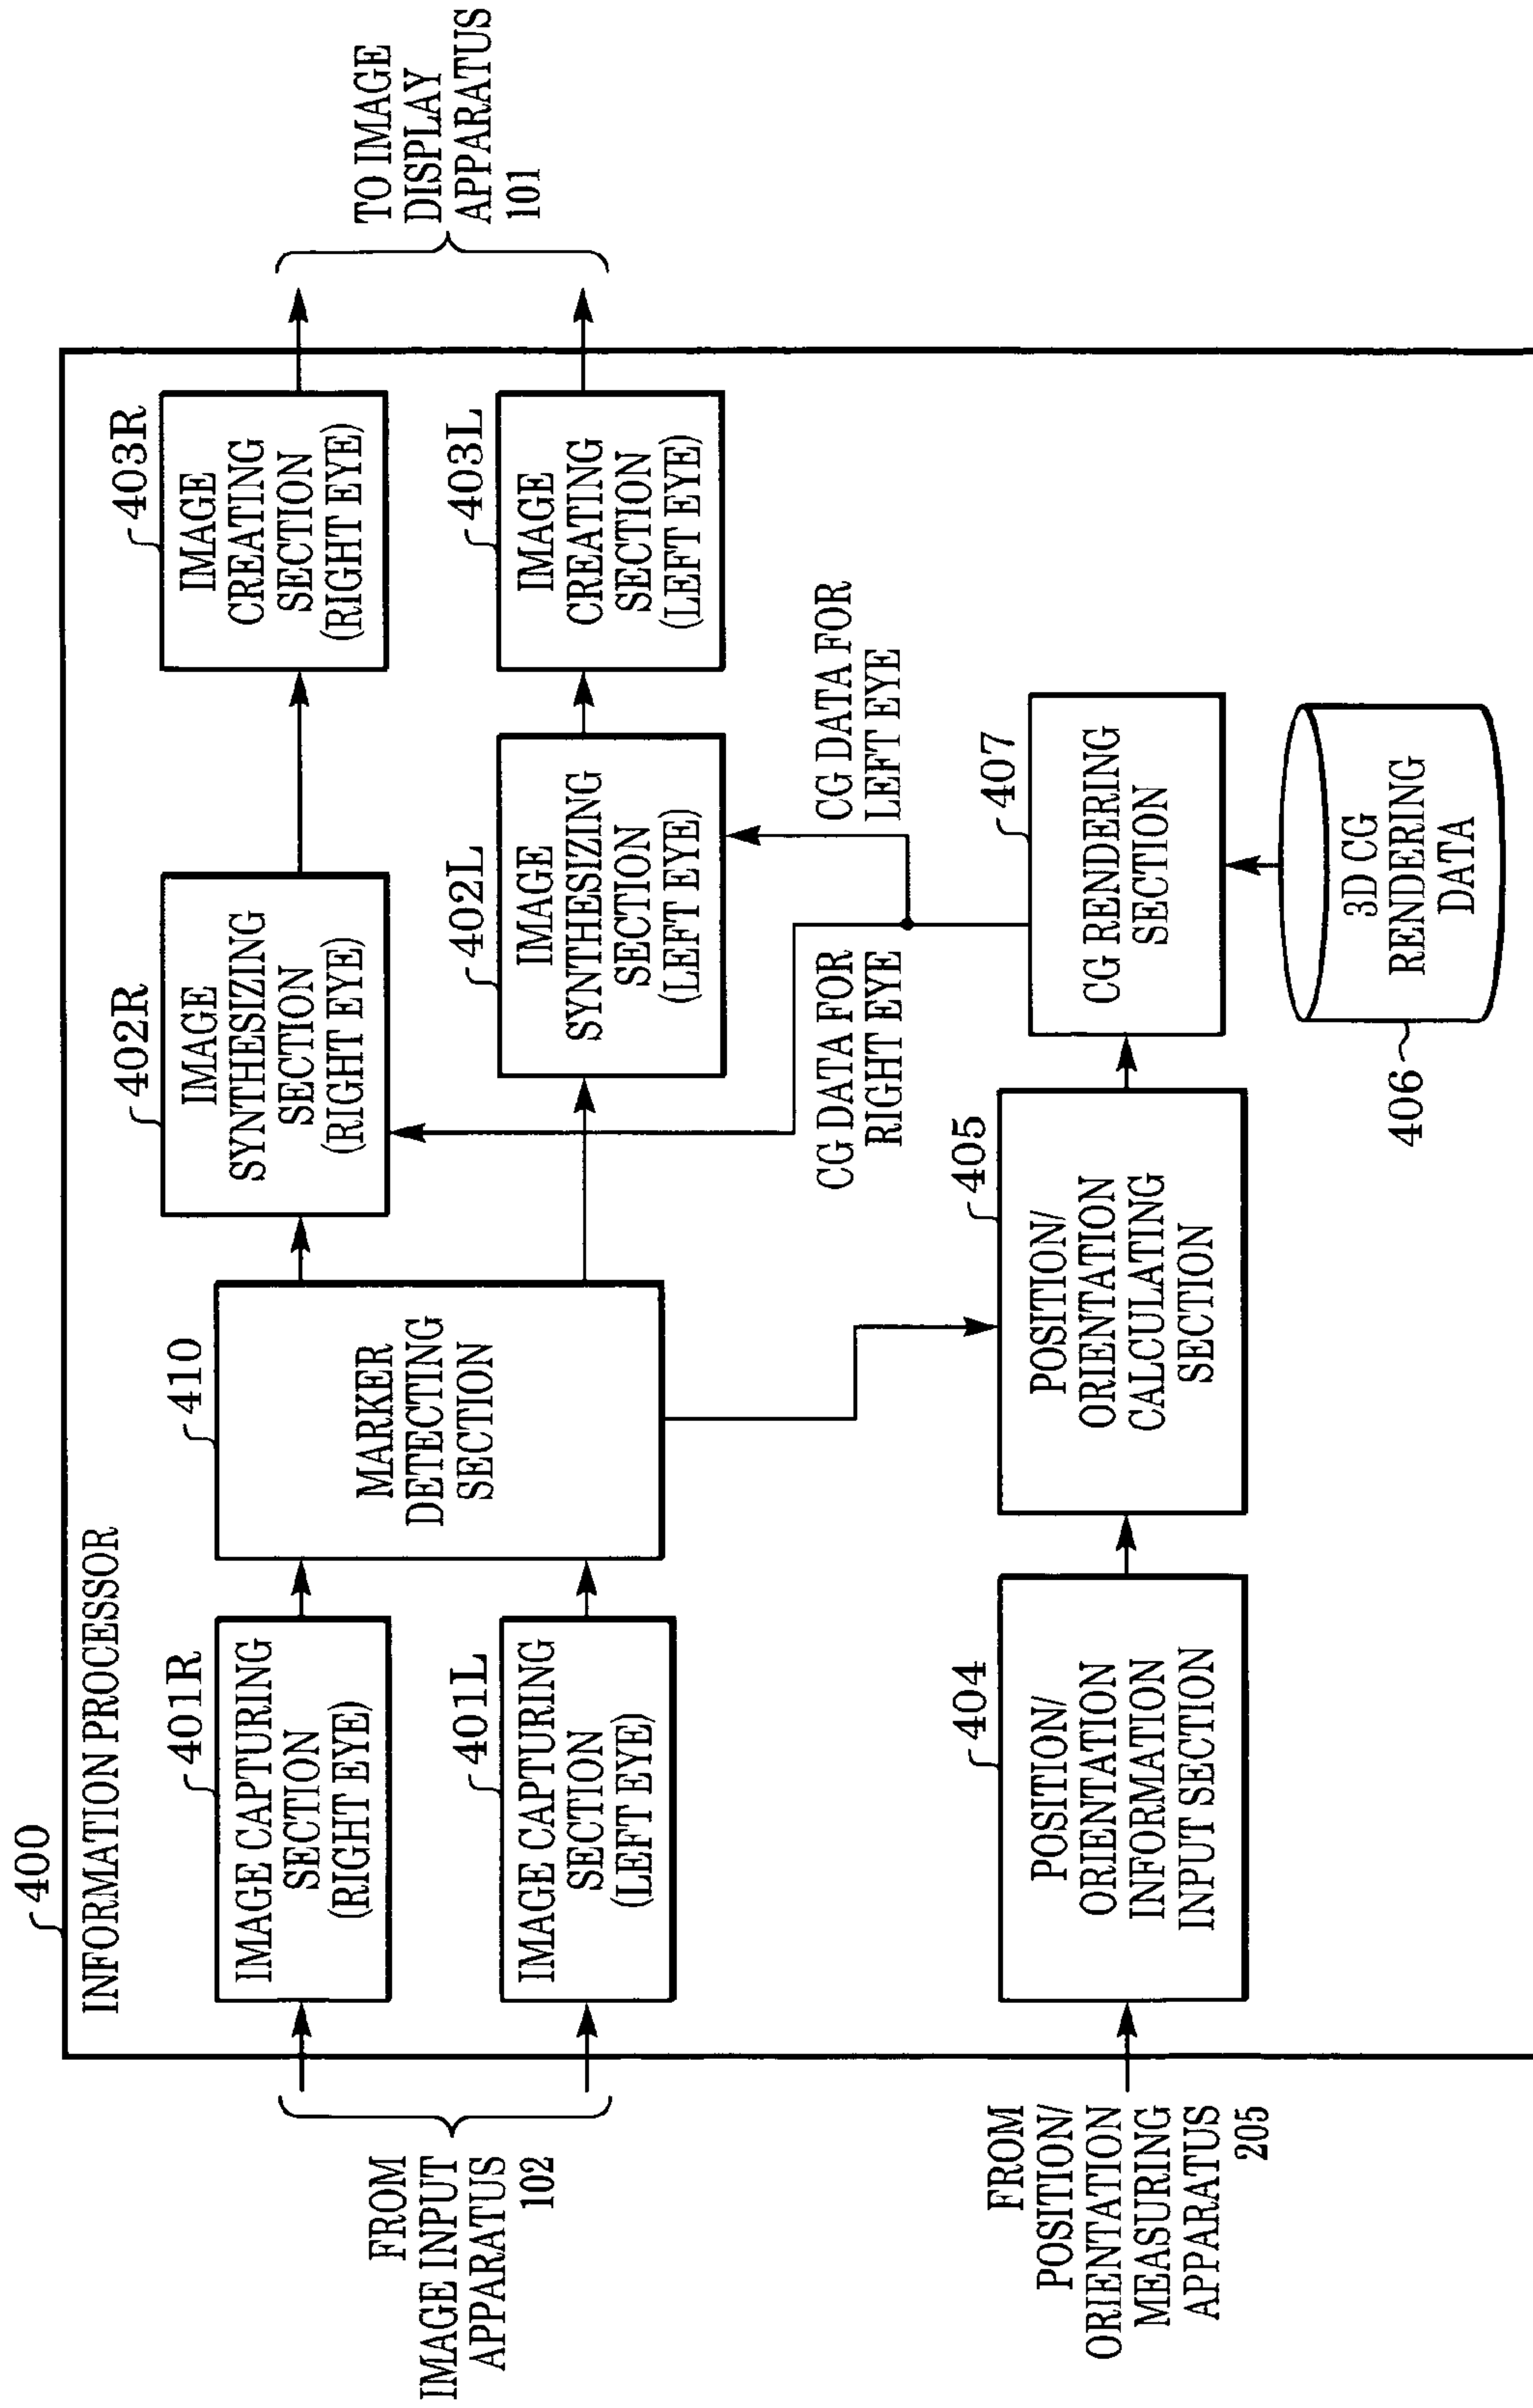 400
INFORMATION PROCESSOR
FROM
IMAGE INPUT
APPARATUS
102
401R
IMAGE CAPTURING
SECTION
(RIGHT EYE)
401L
IMAGE CAPTURING
SECTION
(LEFT EYE)
410
MARKER
DETECTING
SECTION
402R
IMAGE
SYNTHESIZING
SECTION
(RIGHT EYE)
402L
IMAGE
SYNTHESIZING
SECTION
(LEFT EYE)
403R
IMAGE
CREATING
SECTION
(RIGHT EYE)
403L
IMAGE
CREATING
SECTION
(LEFT EYE)
TO IMAGE
DISPLAY
APPARATUS
101
CG DATA FOR
RIGHT EYE
CG DATA FOR
LEFT EYE
FROM
POSITION/
ORIENTATION
MEASURING
APPARATUS
205
404
POSITION/
ORIENTATION
INFORMATION
INPUT SECTION
405
POSITION/
ORIENTATION
CALCULATING
SECTION
407
CG RENDERING
SECTION
406
3D CG
RENDERING
DATA